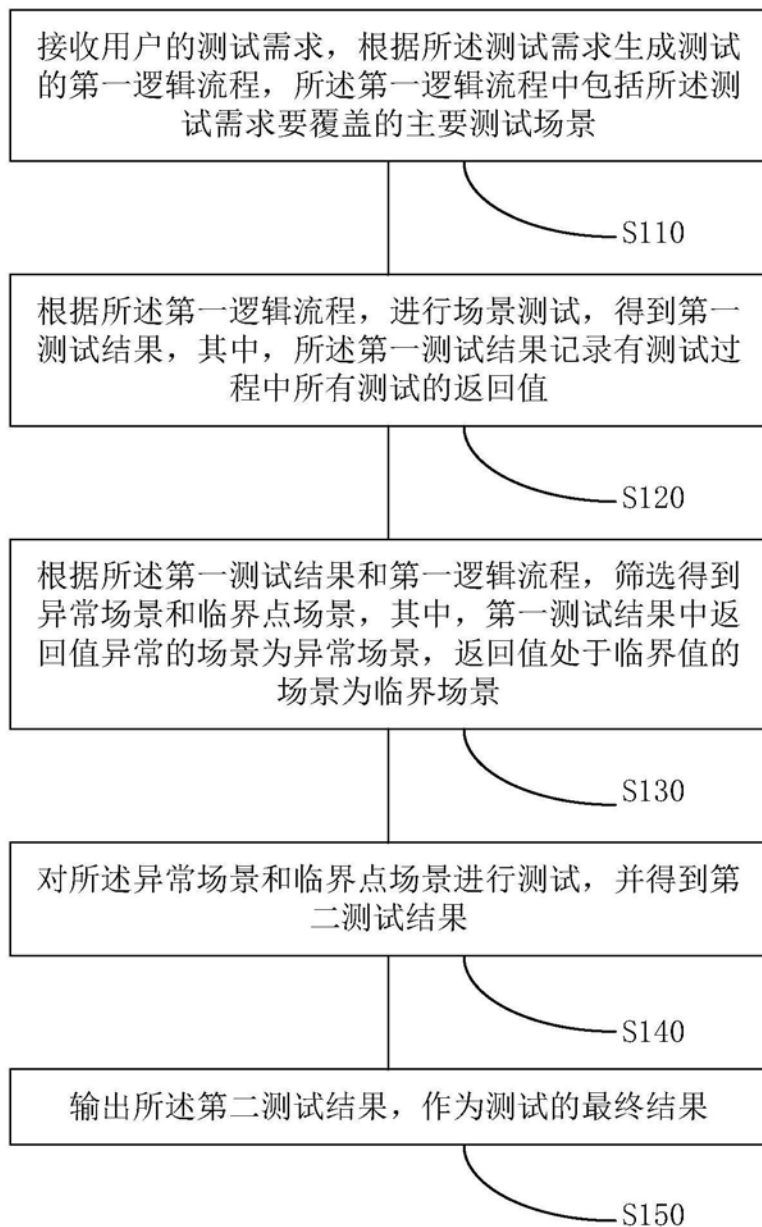 接收用户的测试需求，根据所述测试需求生成测试
的第一逻辑流程，所述第一逻辑流程中包括所述测
试需求要覆盖的主要测试场景
S110
根据所述第一逻辑流程，进行场景测试，得到第一
测试结果，其中，所述第一测试结果记录有测试过
程中所有测试的返回值
S120
根据所述第一测试结果和第一逻辑流程，筛选得到
异常场景和临界点场景，其中，第一测试结果中返
回值异常的场景为异常场景，返回值处于临界值的
场景为临界场景
S130
对所述异常场景和临界点场景进行测试，并得到第
二测试结果
S140
输出所述第二测试结果，作为测试的最终结果
S150